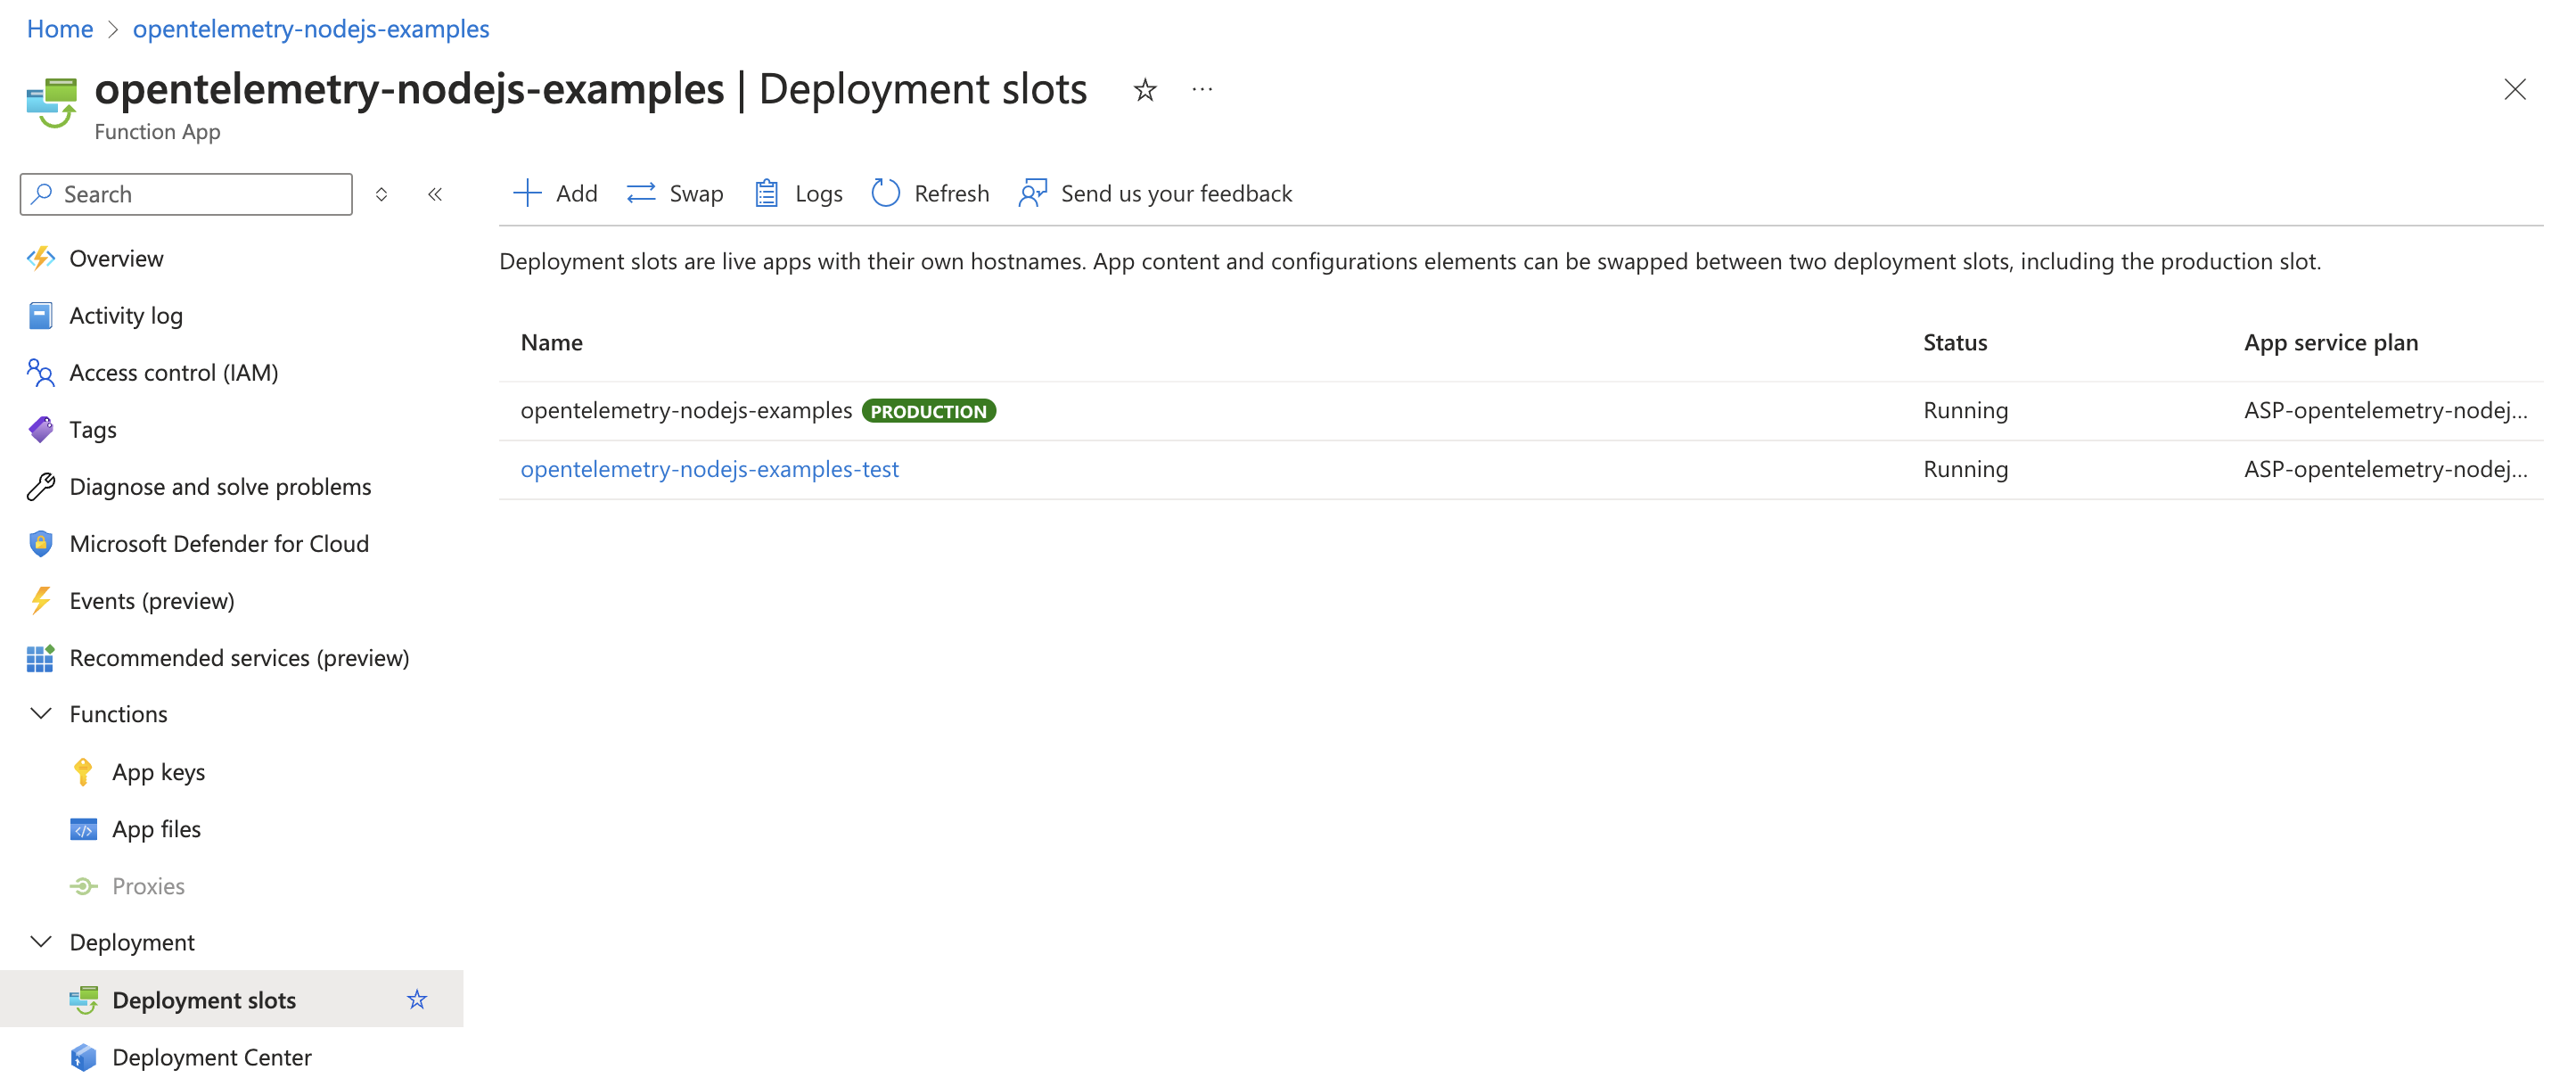 Home > opentelemetry-nodejs-examples
opentelemetry-nodejs-examples | Deployment slots
Function App
Search
Add Swap Logs Refresh Send us your feedback
Overview
Activity log
Access control (IAM)
Tags
Diagnose and solve problems
Microsoft Defender for Cloud
Events (preview)
Recommended services (preview)
Functions
App keys
App files
Proxies
Deployment
Deployment slots
Deployment Center
Deployment slots are live apps with their own hostnames. App content and configurations elements can be swapped between two deployment slots, including the production slot.
Name Status App service plan
opentelemetry-nodejs-examples PRODUCTION Running ASP-opentelemetry-nodej...
opentelemetry-nodejs-examples-test Running ASP-opentelemetry-nodej...